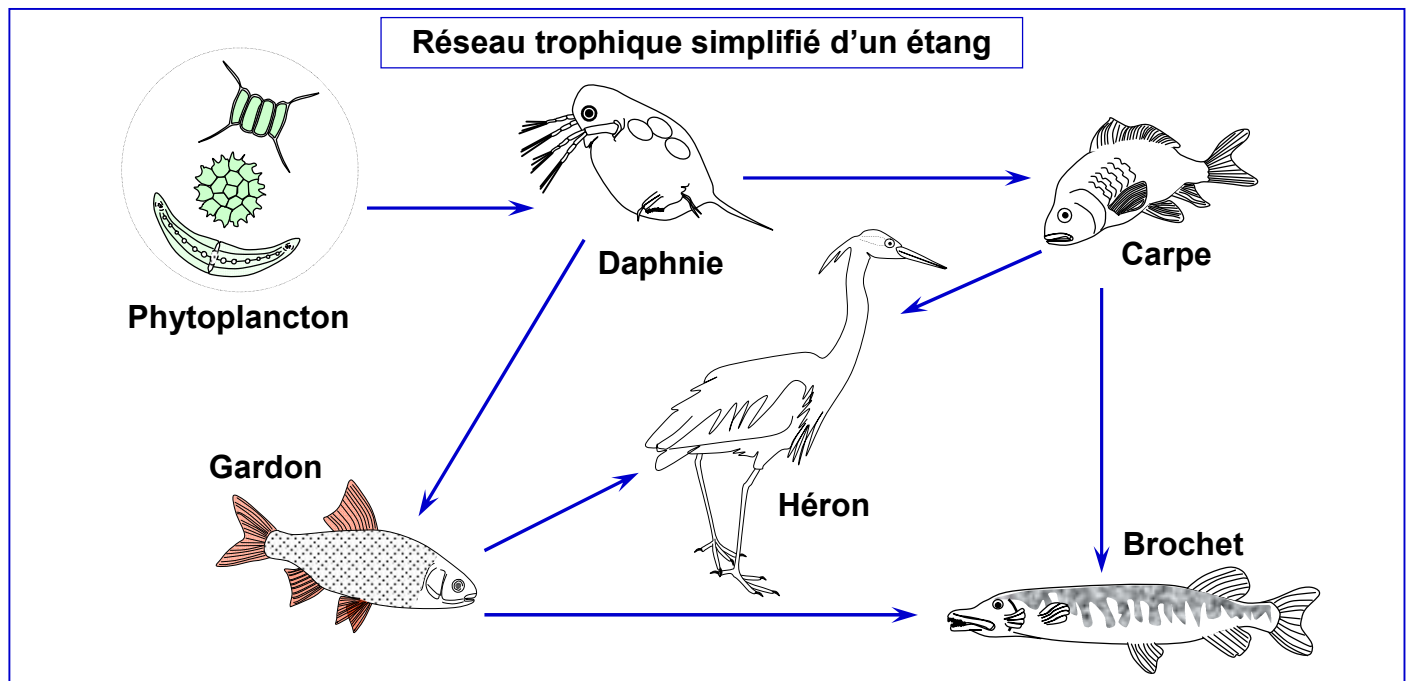 Réseau trophique simplifié d’un étang
Phytoplancton
Daphnie
Carpe
Gardon
Héron
Brochet